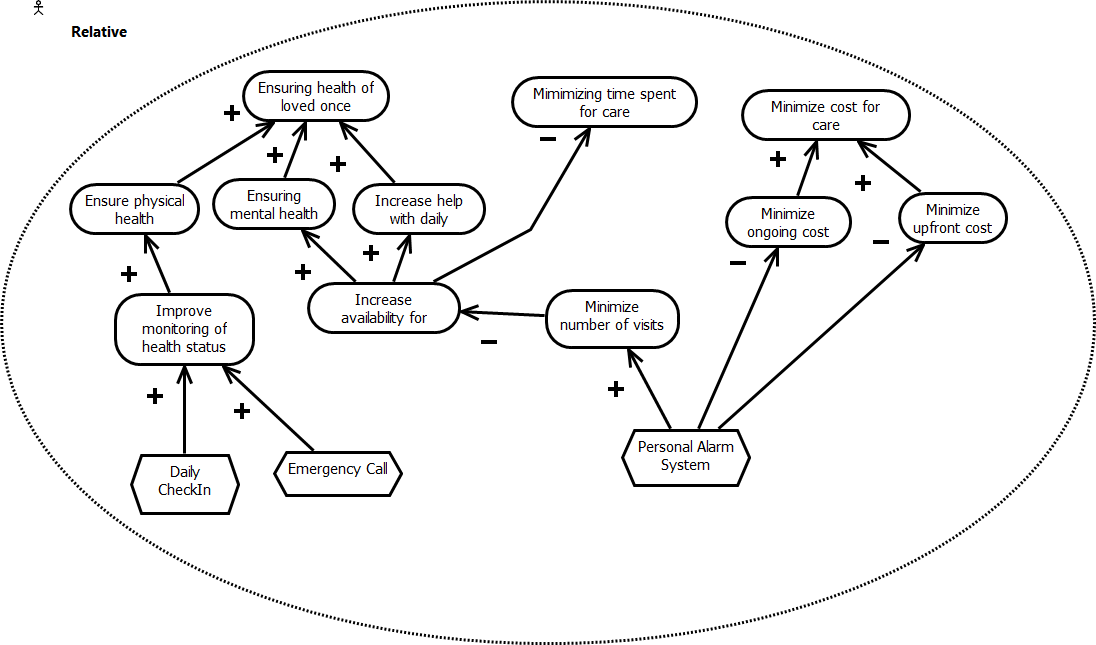 Relative
Ensuring health of
loved once
Mimimizing time spent
for care
Minimize cost for
care
+
−
+
+
+
+
Ensure physical
health
Ensuring
mental health
Increase help
with daily
Minimize
ongoing cost
Minimize
upfront cost
+
+
+
−
−
Improve
monitoring of
health status
Increase
availability for
Minimize
number of visits
−
+
+
+
Daily
CheckIn
Emergency Call
Personal Alarm
System